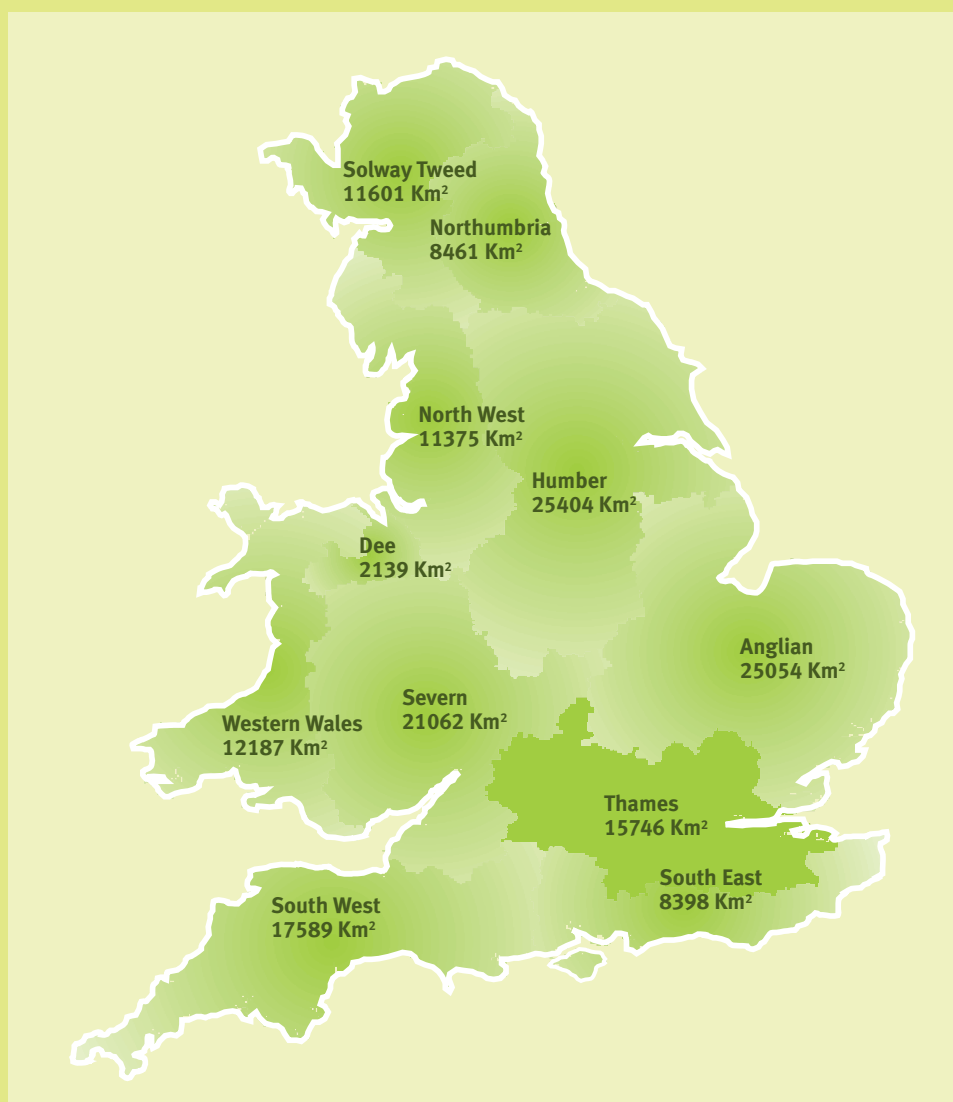 Solway Tweed
11601 Km²
Northumbria
8461 Km²
North West
11375 Km²
Humber
25404 Km²
Dee
2139 Km²
Anglian
25054 Km²
Severn
21062 Km²
Western Wales
12187 Km²
Thames
15746 Km²
South East
8398 Km²
South West
17589 Km²